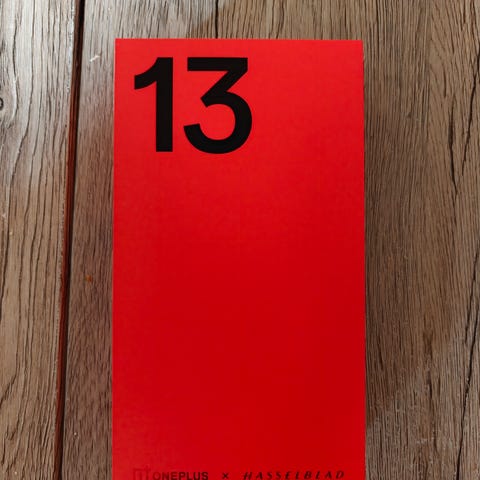 13
ONEPLUS × HASSELBLAD